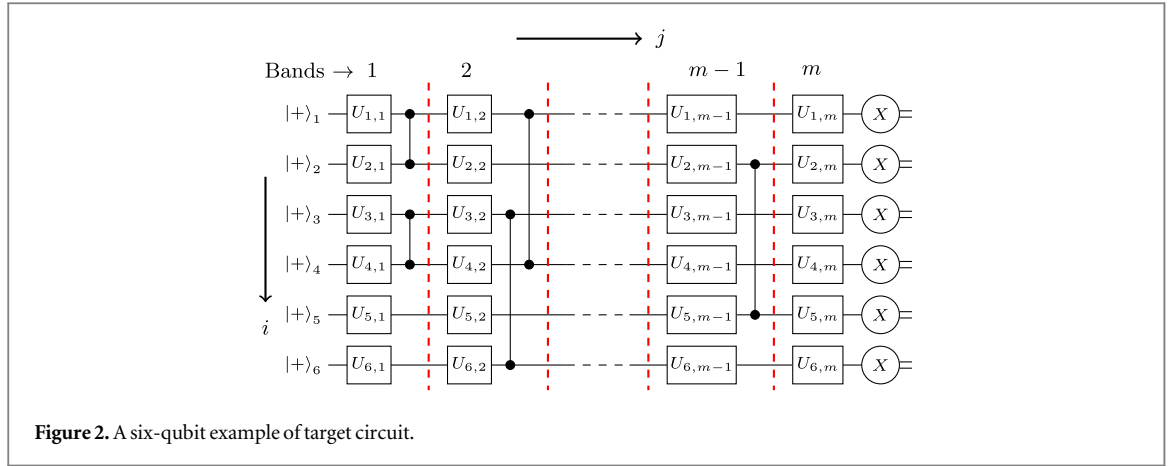 j
Bands → 1 2 m − 1 m
|+⟩₁ U₁,₁ U₁,₂ U₁,ₘ₋₁ U₁,ₘ X
|+⟩₂ U₂,₁ U₂,₂ U₂,ₘ₋₁ U₂,ₘ X
|+⟩₃ U₃,₁ U₃,₂ U₃,ₘ₋₁ U₃,ₘ X
|+⟩₄ U₄,₁ U₄,₂ U₄,ₘ₋₁ U₄,ₘ X
|+⟩₅ U₅,₁ U₅,₂ U₅,ₘ₋₁ U₅,ₘ X
i
|+⟩₆ U₆,₁ U₆,₂ U₆,ₘ₋₁ U₆,ₘ X
Figure 2. A six-qubit example of target circuit.